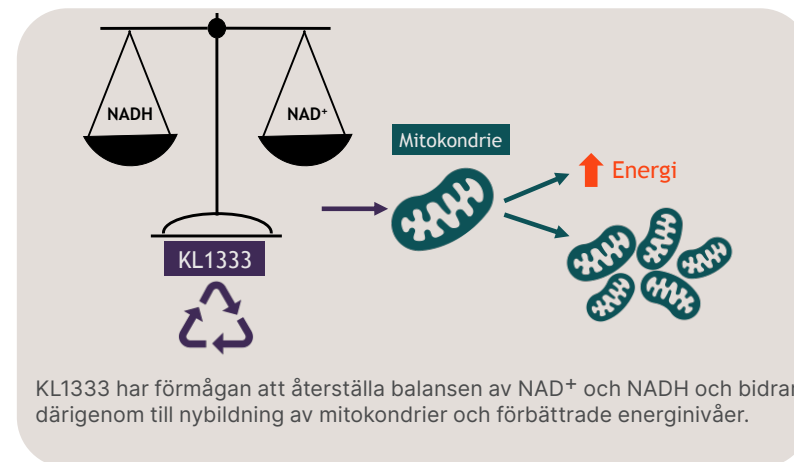 NADH
NAD⁺
Mitokondrie
Energi
KL1333
KL1333 har förmågan att återställa balansen av NAD⁺ och NADH och bidrar
därigenom till nybildning av mitokondrier och förbättrade energinivåer.